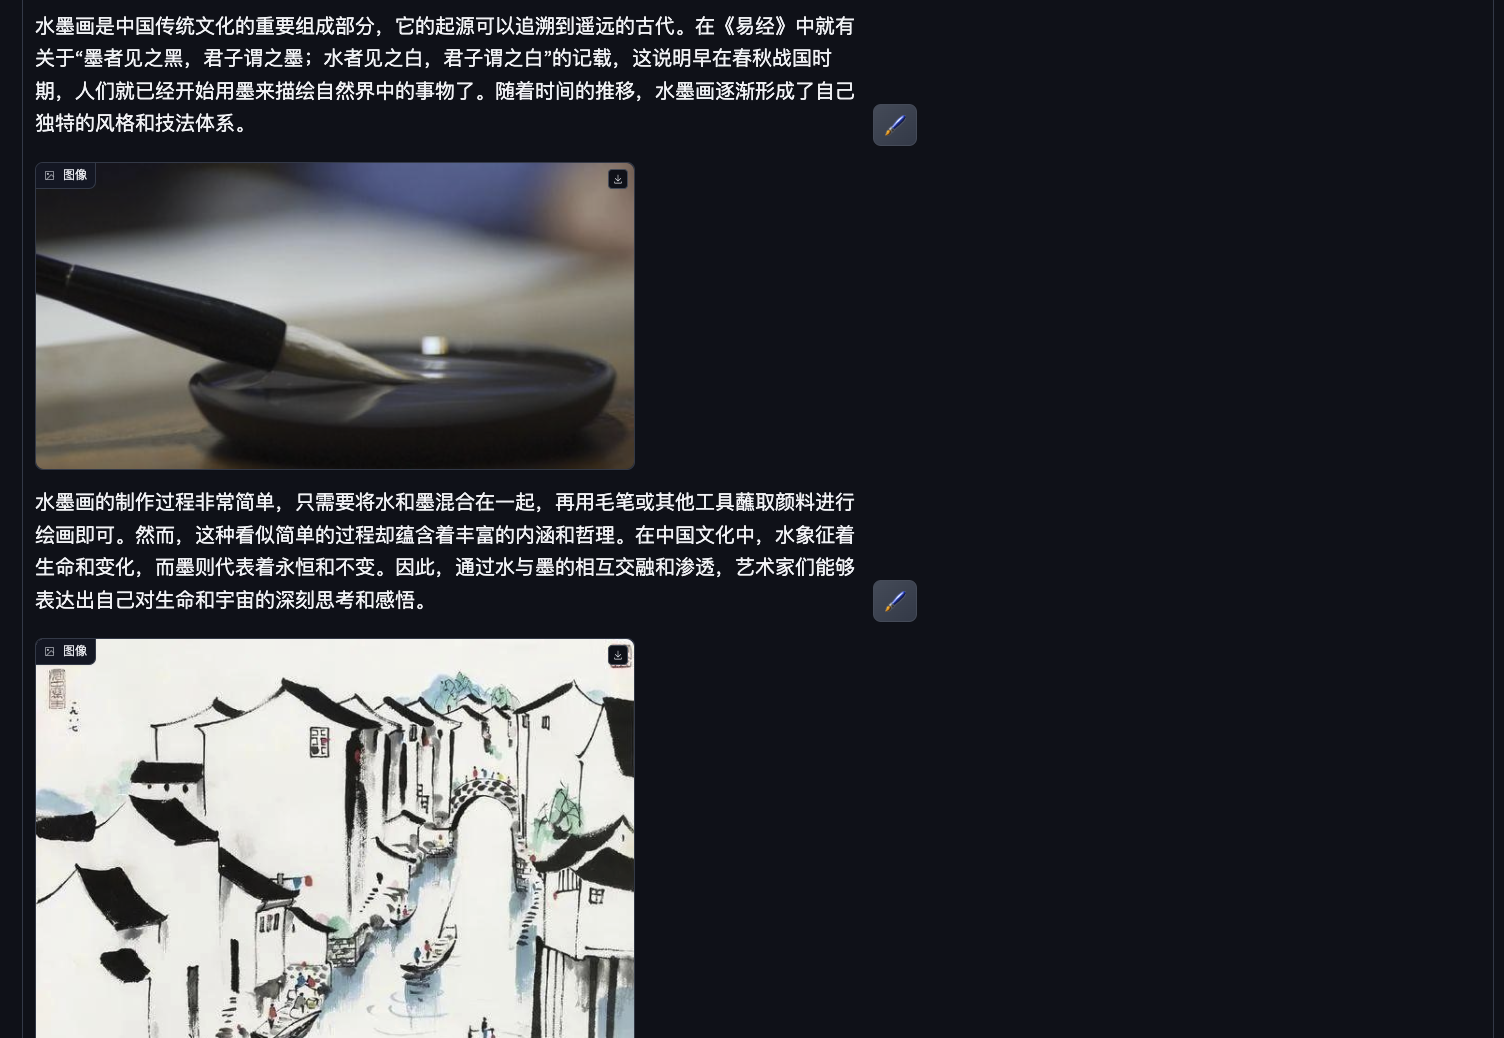 水墨画是中国传统文化的重要组成部分，它的起源可以追溯到遥远的古代。在《易经》中就有
关于“墨者见之黑，君子谓之墨；水者见之白，君子谓之白”的记载，这说明早在春秋战国时
期，人们就已经开始用墨来描绘自然界中的事物了。随着时间的推移，水墨画逐渐形成了自己
独特的风格和技法体系。
图像
水墨画的制作过程非常简单，只需要将水和墨混合在一起，再用毛笔或其他工具蘸取颜料进行
绘画即可。然而，这种看似简单的过程却蕴含着丰富的内涵和哲理。在中国文化中，水象征着
生命和变化，而墨则代表着永恒和不变。因此，通过水与墨的相互交融和渗透，艺术家们能够
表达出自己对生命和宇宙的深刻思考和感悟。
图像